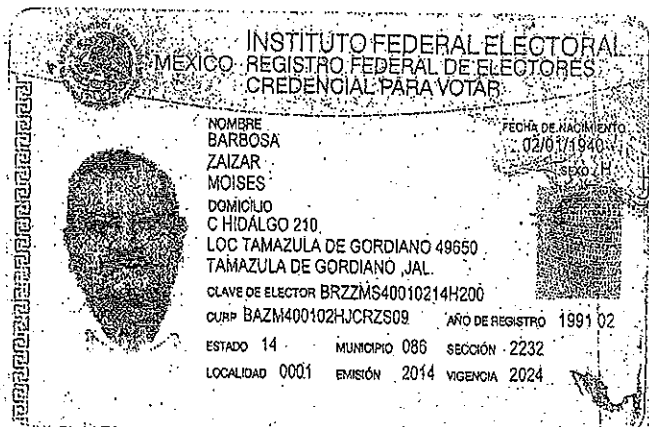 INSTITUTO FEDERAL ELECTORAL
MÉXICO REGISTRO FEDERAL DE ELECTORES
CREDENCIAL PARA VOTAR
NOMBRE
BARBOSA
ZAIZAR
MOISES
FECHA DE NACIMIENTO
02/01/1940
SEXO H
DOMICILIO
C HIDALGO 210
LOC TAMAZULA DE GORDIANO 49650
TAMAZULA DE GORDIANO ,JAL.
CLAVE DE ELECTOR BRZZMS40010214H200
CURP BAZM400102HJCRZS09 AÑO DE REGISTRO 1991 02
ESTADO 14 MUNICIPIO 086 SECCIÓN 2232
LOCALIDAD 0001 EMISIÓN 2014 VIGENCIA 2024